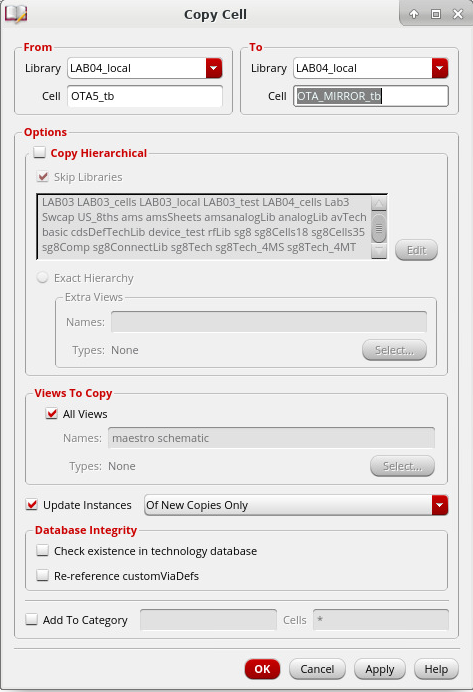 Copy Cell
From
Library LAB04_local
Cell OTA5_tb
To
Library LAB04_local
Cell OTA_MIRROR_tb
Options
Copy Hierarchical
Skip Libraries
LAB03 LAB03_cells LAB03_local LAB03_test LAB04_cells Lab3
Swcap US_8ths ams amsSheets amsanalogLib analogLib avTech
basic cdsDefTechLib device_test rfLib sg8 sg8Cells18 sg8Cells35
sg8Comp sg8ConnectLib sg8Tech sg8Tech_4MS sg8Tech_4MT
Edit
Exact Hierarchy
Extra Views
Names:
Types: None Select...
Views To Copy
All Views
Names: maestro schematic
Types: None Select...
Update Instances Of New Copies Only
Database Integrity
Check existence in technology database
Re-reference customViaDefs
Add To Category Cells *
OK Cancel Apply Help